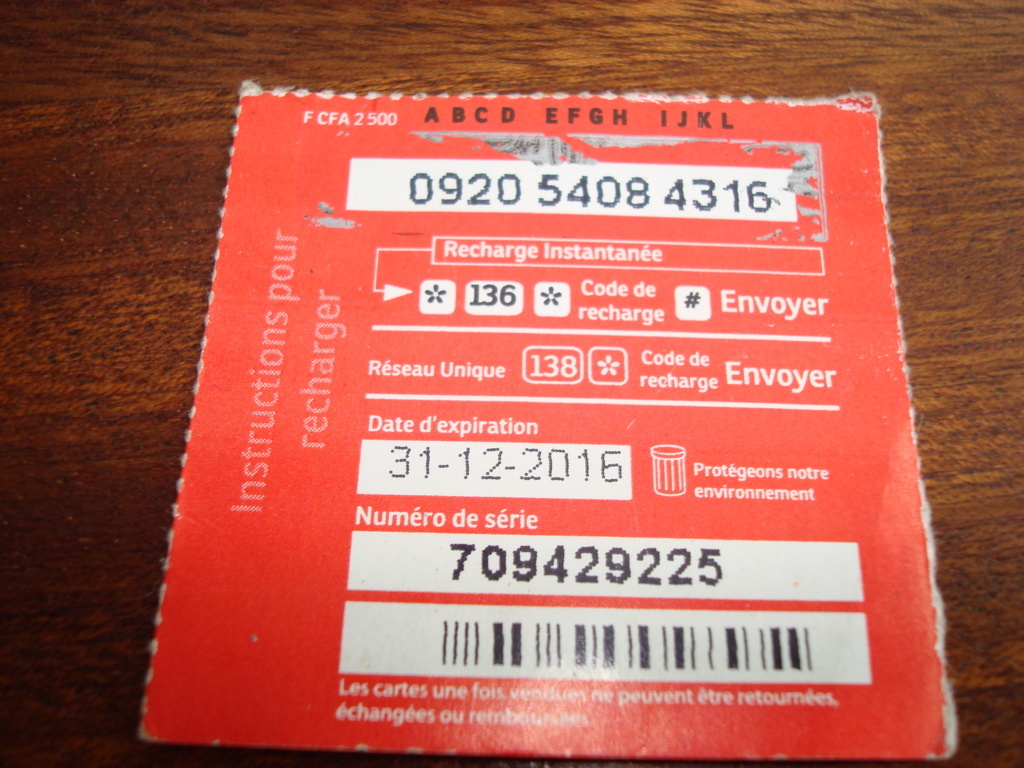 F CFA 2 500 ABCD EFGH IJKL
0920 5408 4316
Recharge Instantanée
* 136 * Code de recharge # Envoyer
Réseau Unique 138 * Code de recharge Envoyer
Date d'expiration
31-12-2016
Protégeons notre
environnement
Numéro de série
709429225
Les cartes une fois vendues ne peuvent être retournées,
échangées ou remboursées
Instructions pour
recharger